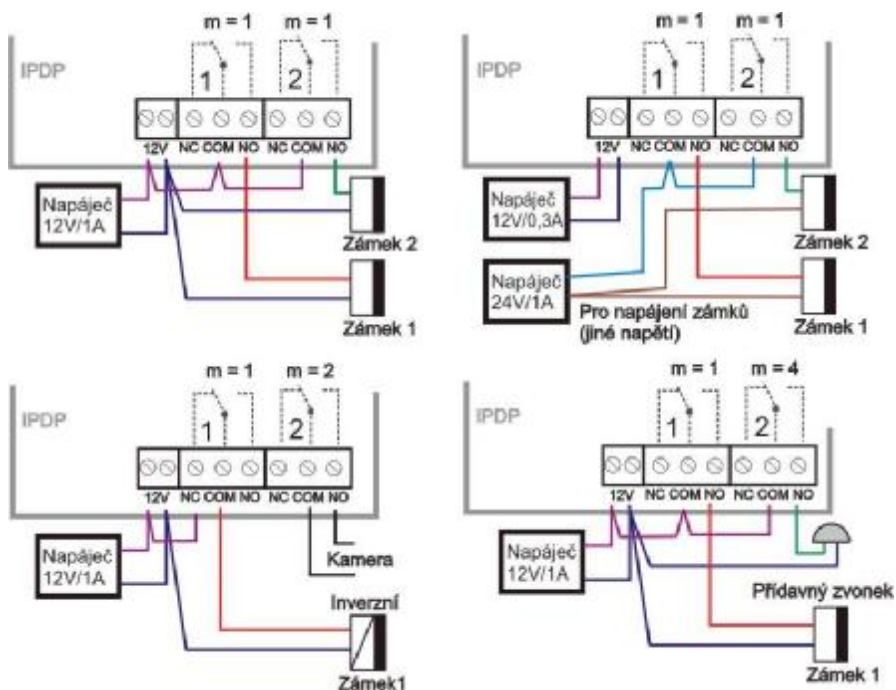 m = 1 m = 1
IPDP
1 2
12V NC COM NO NC COM NO
Napáječ
12V/1A
Zámek 2
Zámek 1
m = 1 m = 1
IPDP
1 2
12V NC COM NO NC COM NO
Napáječ
12V/0,3A
Zámek 2
Napáječ
24V/1A
Pro napájení zámků
(jiné napětí)
Zámek 1
m = 1 m = 2
IPDP
1 2
12V NC COM NO NC COM NO
Napáječ
12V/1A
Kamera
Inverzní
Zámek1
m = 1 m = 4
IPDP
1 2
12V NC COM NO NC COM NO
Napáječ
12V/1A
Přídavný zvonek
Zámek 1